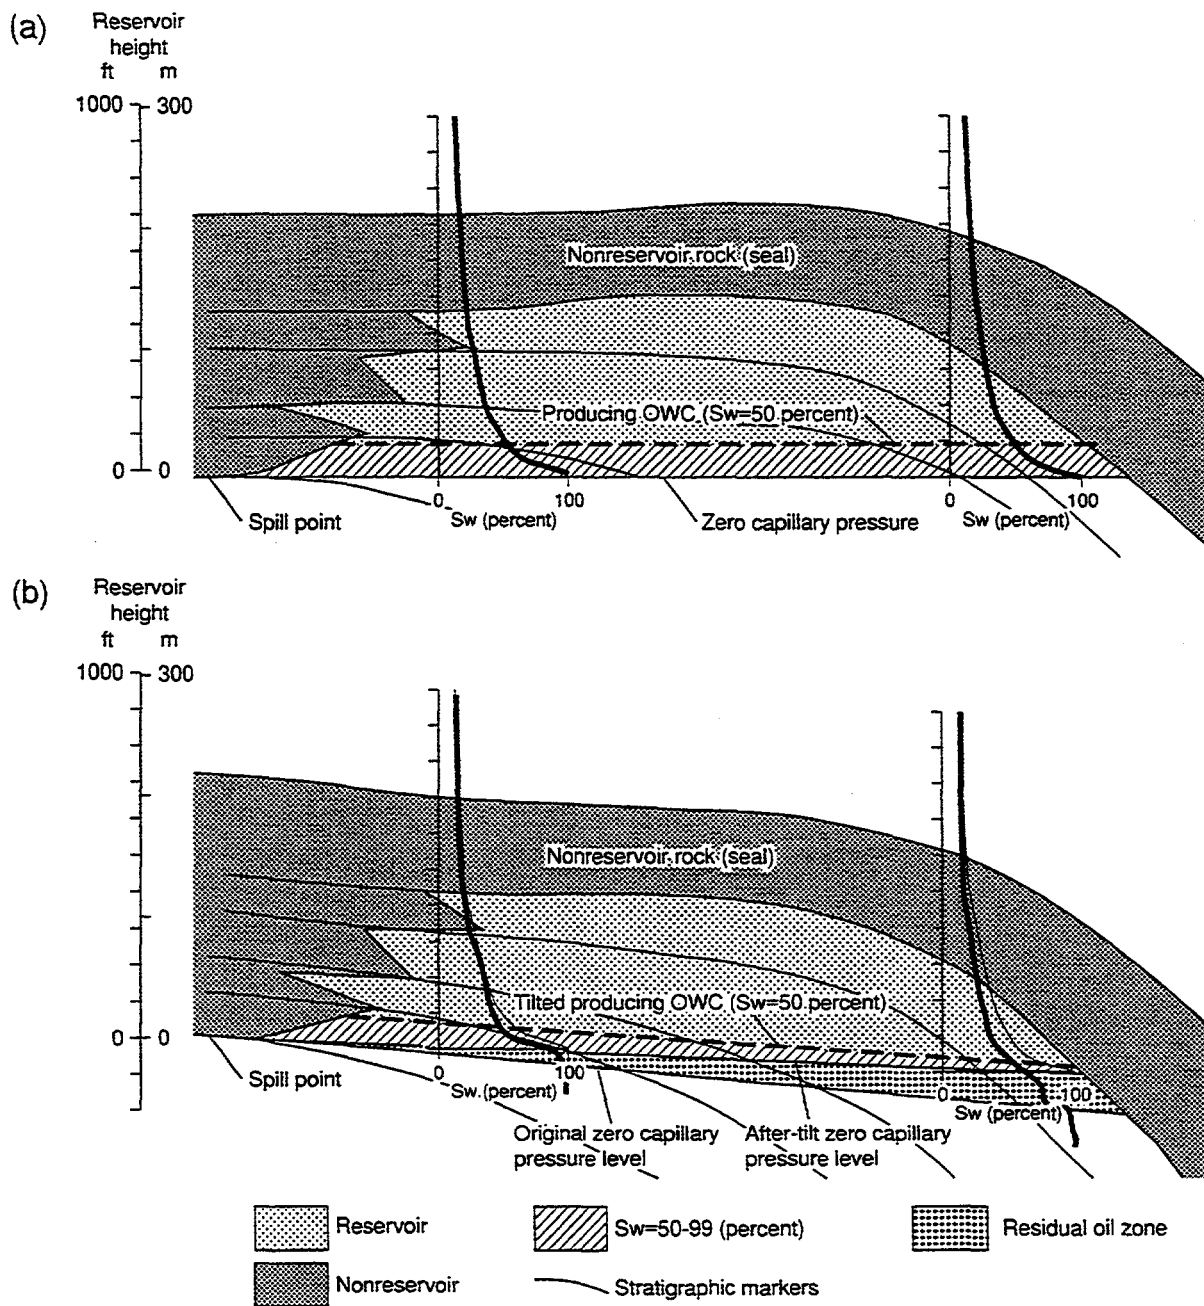 (a)
Reservoir
height
ft m
1000 300
Nonreservoir rock (seal)
Producing OWC (Sw=50 percent)
0 0
0 100
0 100
Spill point
Sw (percent)
Zero capillary pressure
Sw (percent)
(b)
Reservoir
height
ft m
1000 300
Nonreservoir rock (seal)
Tilted producing OWC (Sw=50 percent)
0 0
0 100
0 100
Spill point
Sw (percent)
Sw (percent)
Original zero capillary
pressure level
After-tilt zero capillary
pressure level
Reservoir
Sw=50-99 (percent)
Residual oil zone
Nonreservoir
Stratigraphic markers